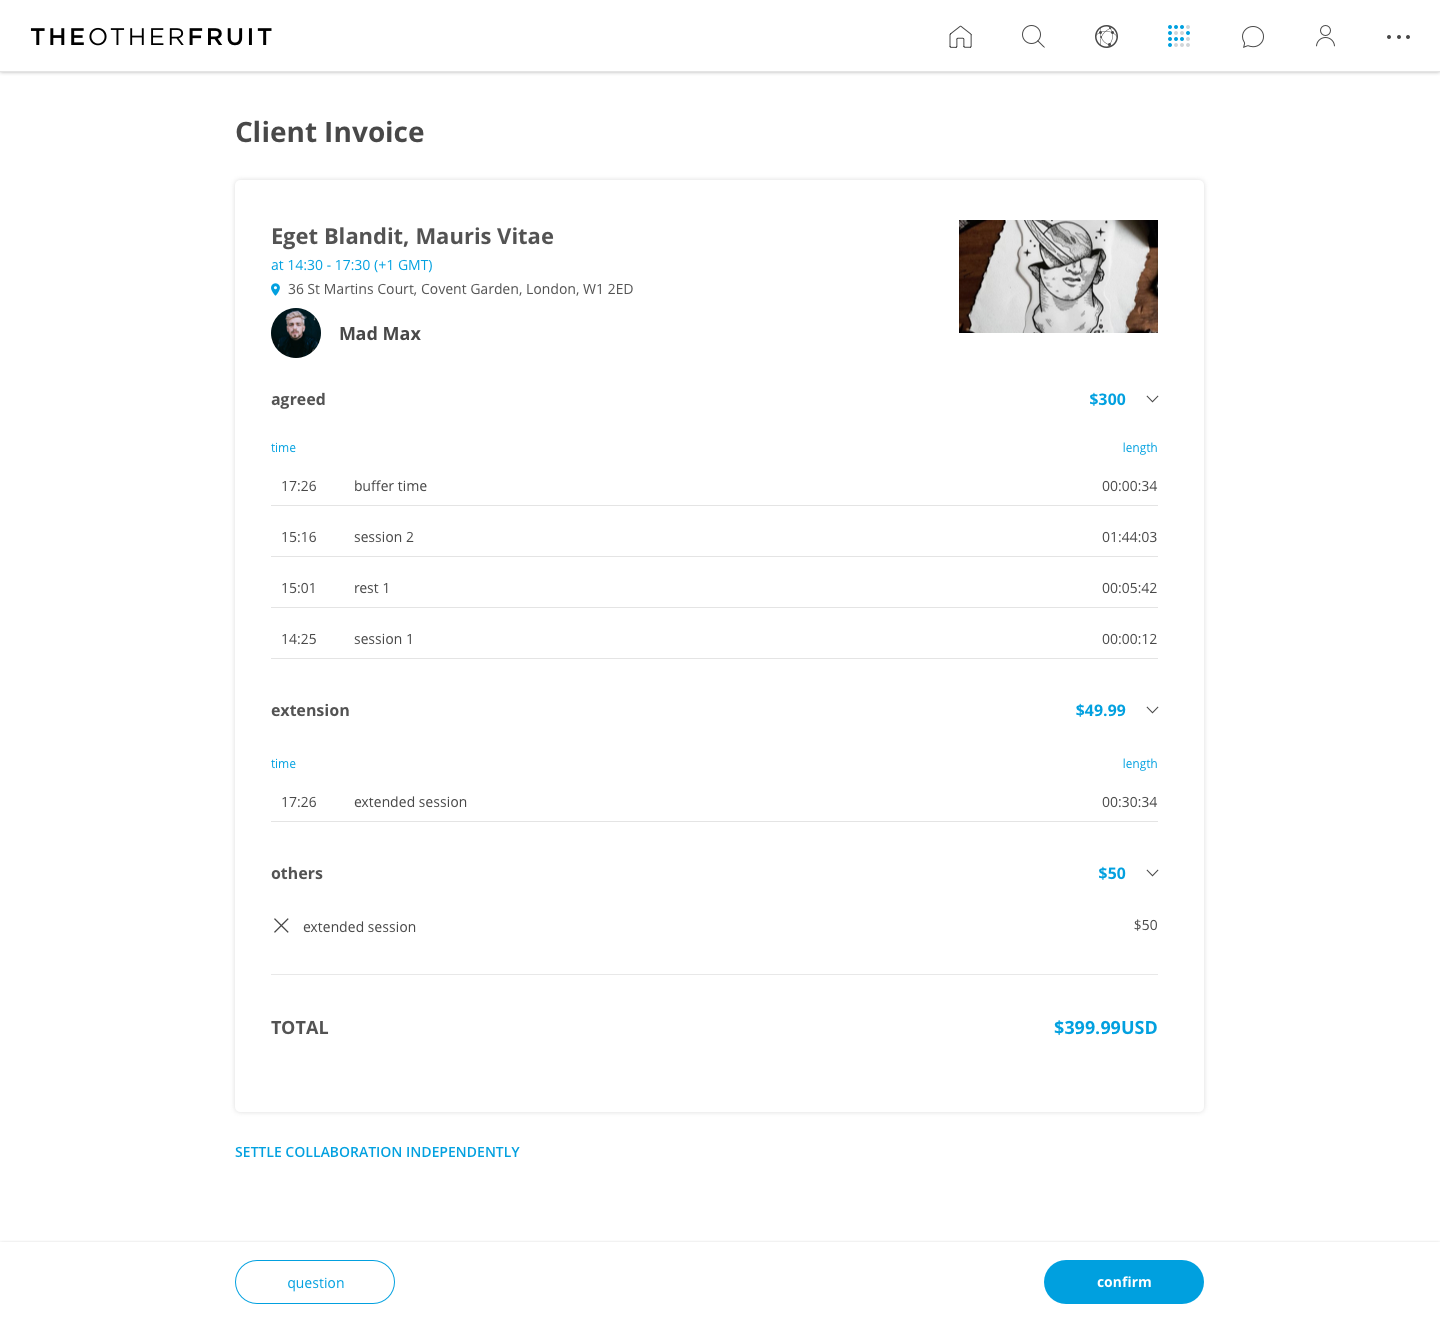 THEOTHERFRUIT
Client Invoice
Eget Blandit, Mauris Vitae
at 14:30 - 17:30 (+1 GMT)
36 St Martins Court, Covent Garden, London, W1 2ED
Mad Max
agreed $300
time length
17:26 buffer time 00:00:34
15:16 session 2 01:44:03
15:01 rest 1 00:05:42
14:25 session 1 00:00:12
extension $49.99
time length
17:26 extended session 00:30:34
others $50
extended session $50
TOTAL $399.99USD
SETTLE COLLABORATION INDEPENDENTLY
question confirm